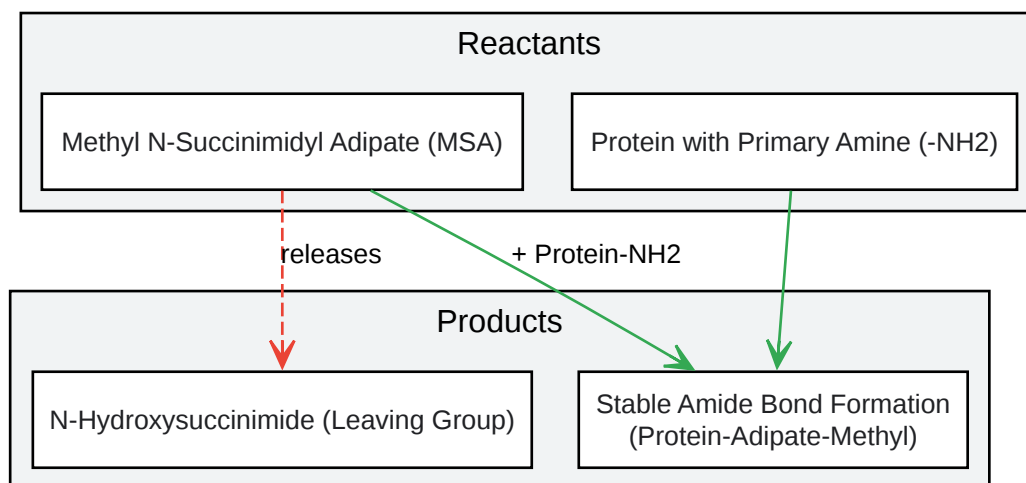 Reactants
Methyl N-Succinimidyl Adipate (MSA)
Protein with Primary Amine (-NH2)
releases
+ Protein-NH2
Products
N-Hydroxysuccinimide (Leaving Group)
Stable Amide Bond Formation
(Protein-Adipate-Methyl)